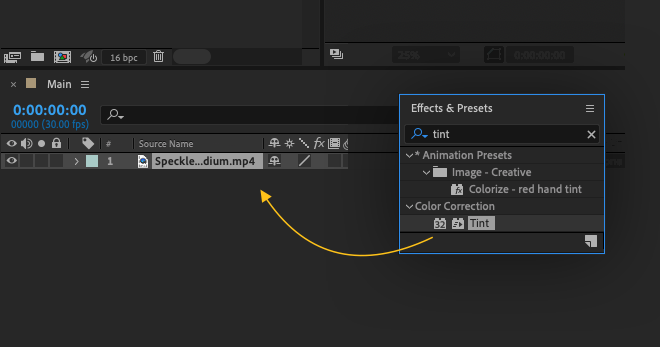 16 bpc
25%
0:00:00:00
Main
0:00:00:00
00000 (30.00 fps)
# Source Name fx
1 Speckle...dium.mp4
Effects & Presets
tint
* Animation Presets
Image - Creative
Colorize - red hand tint
Color Correction
32 Tint